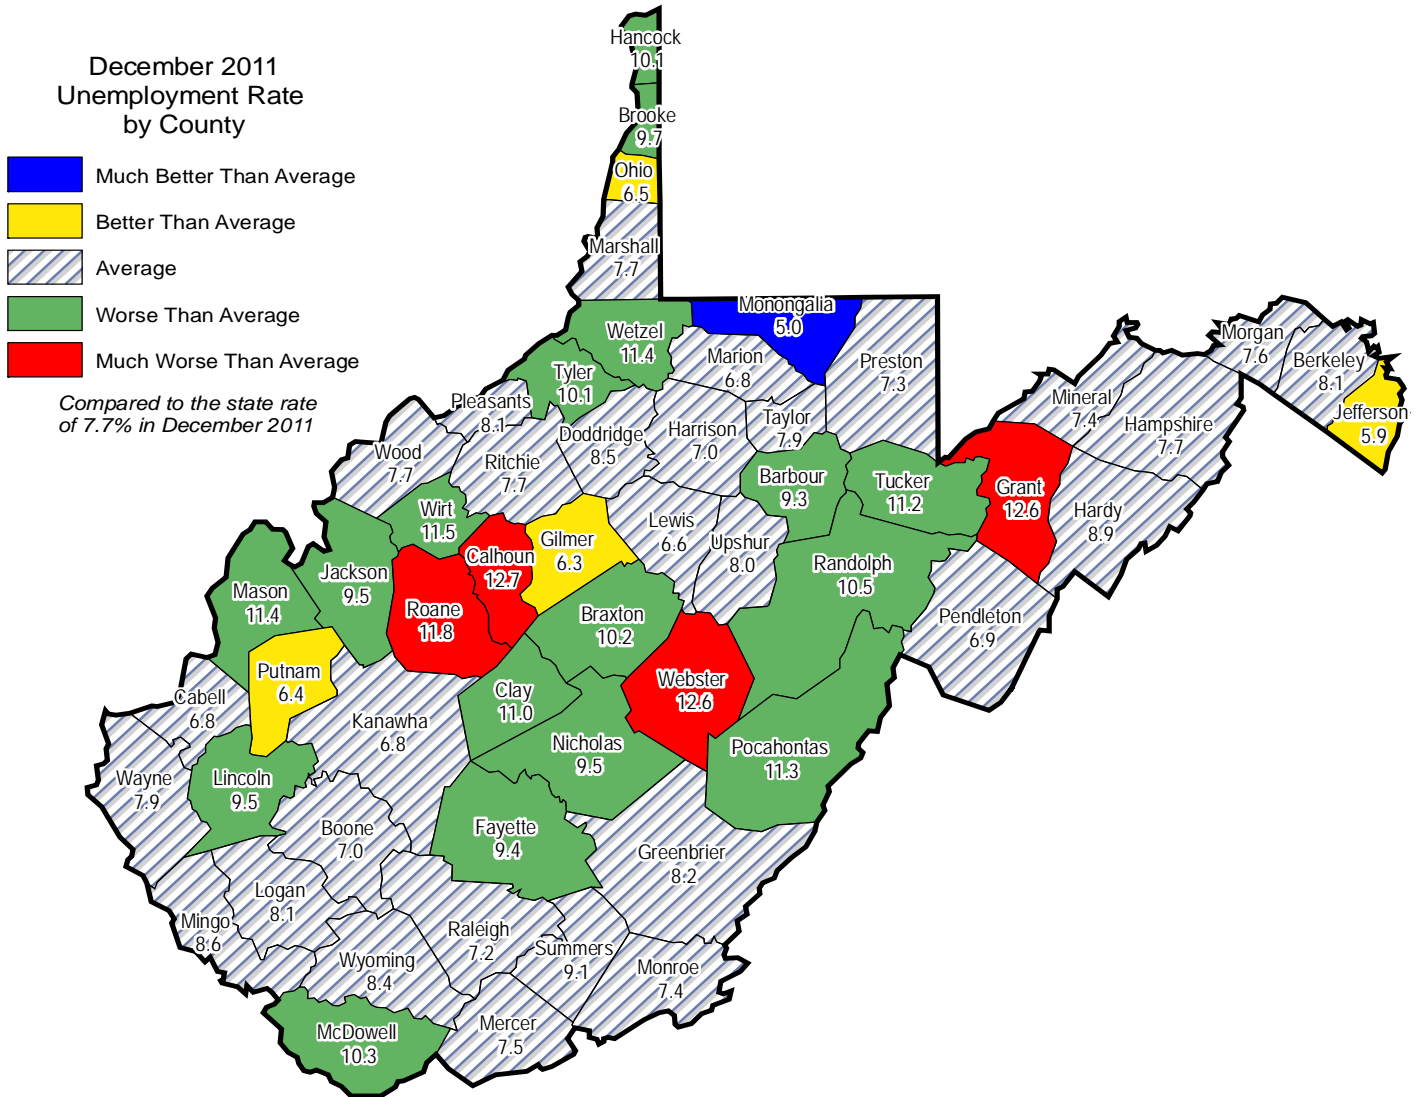 December 2011
Unemployment Rate
by County
Much Better Than Average
Better Than Average
Average
Worse Than Average
Much Worse Than Average
Compared to the state rate
of 7.7% in December 2011
Hancock
10.1
Brooke
9.7
Ohio
6.5
Marshall
7.7
Wetzel
11.4
Monongalia
5.0
Marion
6.8
Preston
7.3
Tyler
10.1
Pleasants
8.1
Doddridge
8.5
Harrison
7.0
Taylor
7.9
Wood
7.7
Ritchie
7.7
Barbour
9.3
Tucker
11.2
Grant
12.6
Mineral
7.4
Hampshire
7.7
Morgan
7.6
Berkeley
8.1
Jefferson
5.9
Hardy
8.9
Wirt
11.5
Calhoun
12.7
Gilmer
6.3
Lewis
6.6
Upshur
8.0
Randolph
10.5
Pendleton
6.9
Mason
11.4
Jackson
9.5
Roane
11.8
Braxton
10.2
Webster
12.6
Putnam
6.4
Cabell
6.8
Kanawha
6.8
Clay
11.0
Nicholas
9.5
Pocahontas
11.3
Wayne
7.9
Lincoln
9.5
Boone
7.0
Fayette
9.4
Greenbrier
8.2
Logan
8.1
Mingo
8.6
Wyoming
8.4
Raleigh
7.2
Summers
9.1
Monroe
7.4
McDowell
10.3
Mercer
7.5